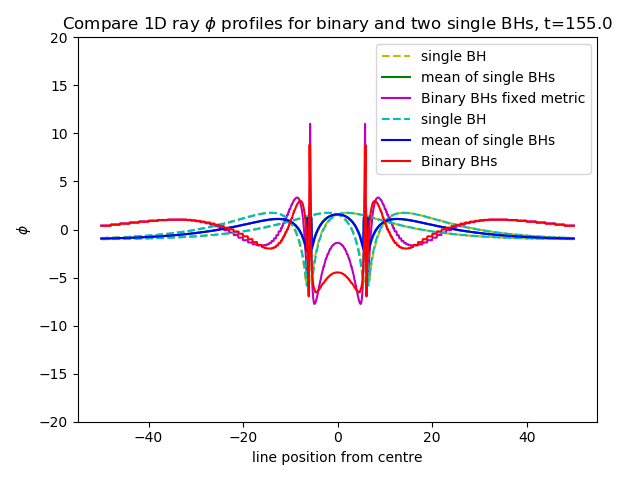 Compare 1D ray ϕ profiles for binary and two single BHs, t=155.0
20
15
10
5
0
−5
−10
−15
−20
ϕ
single BH
mean of single BHs
Binary BHs fixed metric
single BH
mean of single BHs
Binary BHs
−40 −20 0 20 40
line position from centre